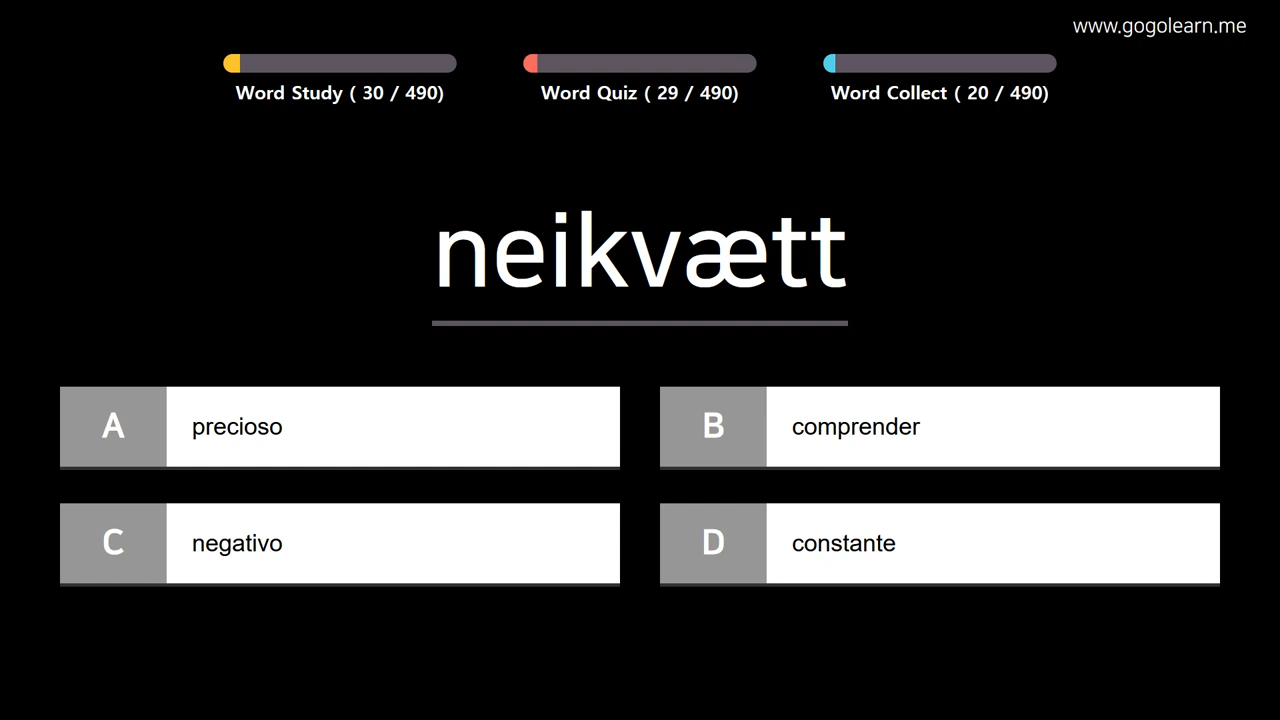 www.gogolearn.me
Word Study ( 30 / 490)
Word Quiz ( 29 / 490)
Word Collect ( 20 / 490)
neikvætt
A precioso
B comprender
C negativo
D constante